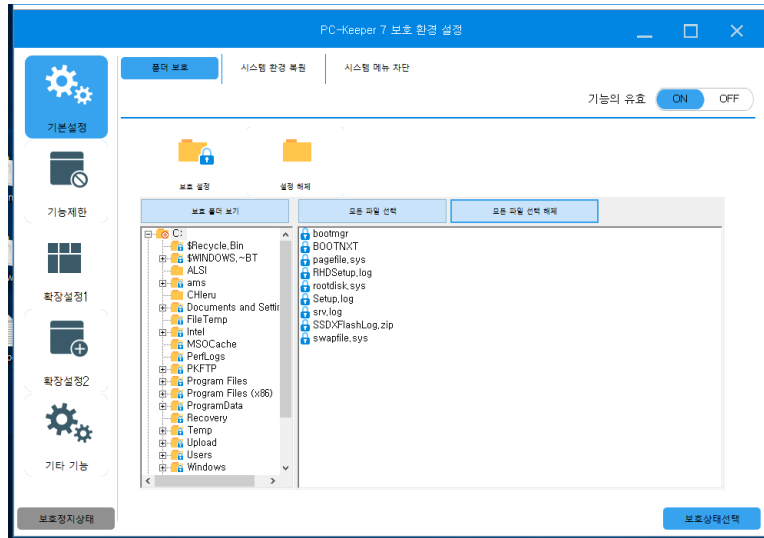 PC-Keeper 7 보호 환경 설정
폴더 보호
시스템 환경 복원
시스템 메뉴 차단
기능의 유효
ON
OFF
기본설정
기능제한
확장설정1
확장설정2
기타 기능
보호정지상태
보호 설정
설정 해제
보호 폴더 보기
모든 파일 선택
모든 파일 선택 해제
C:
$Recycle.Bin
$WINDOWS.~BT
ALSI
ams
CHIeru
Documents and Settin
FileTemp
Intel
MSOCache
PerfLogs
PKFTP
Program Files
Program Files (x86)
ProgramData
Recovery
Temp
Upload
Users
Windows
bootmgr
BOOTNXT
pagefile.sys
RHDSetup.log
rootdisk.sys
Setup.log
srv.log
SSDXFlashLog.zip
swapfile.sys
보호상태선택